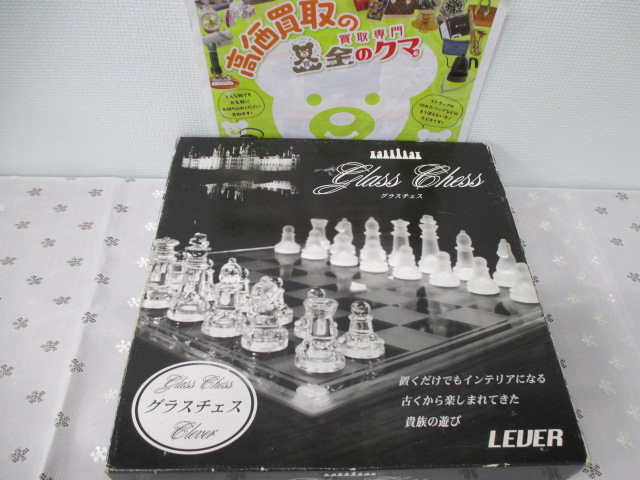 高価買取の
買取専門
金のクマ
Glass Chess
グラスチェス
置くだけでもインテリアになる
古くから楽しまれてきた
貴族の遊び
LEVER
Glass Chess
グラスチェス
Clever